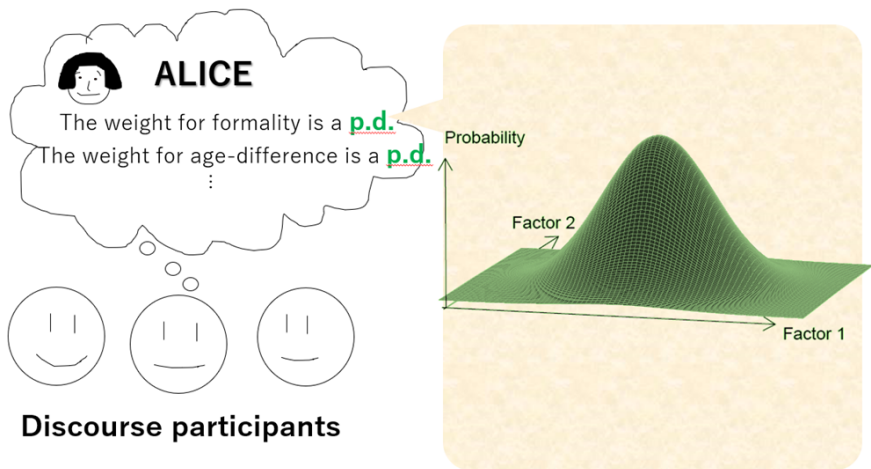 ALICE
The weight for formality is a p.d.
The weight for age-difference is a p.d.
⋮
Discourse participants
Probability
Factor 2
Factor 1